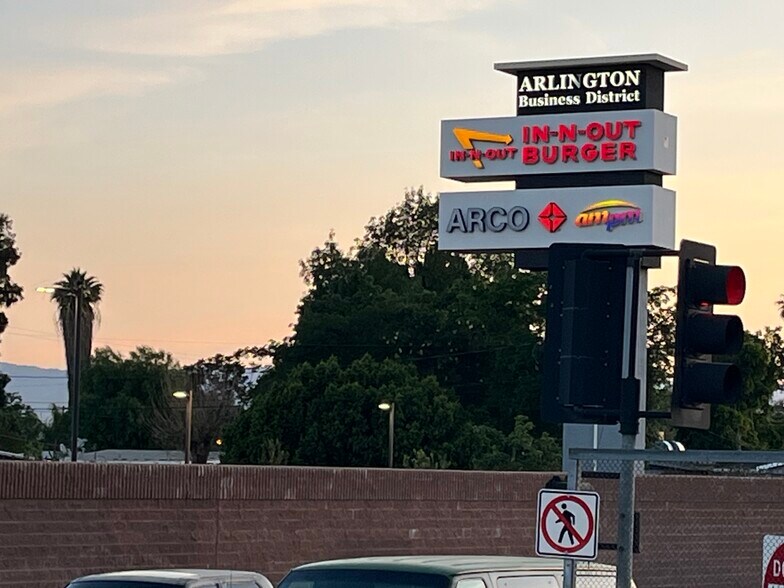 ARLINGTON
Business District
IN-N-OUT
IN-N-OUT
BURGER
ARCO
ampm